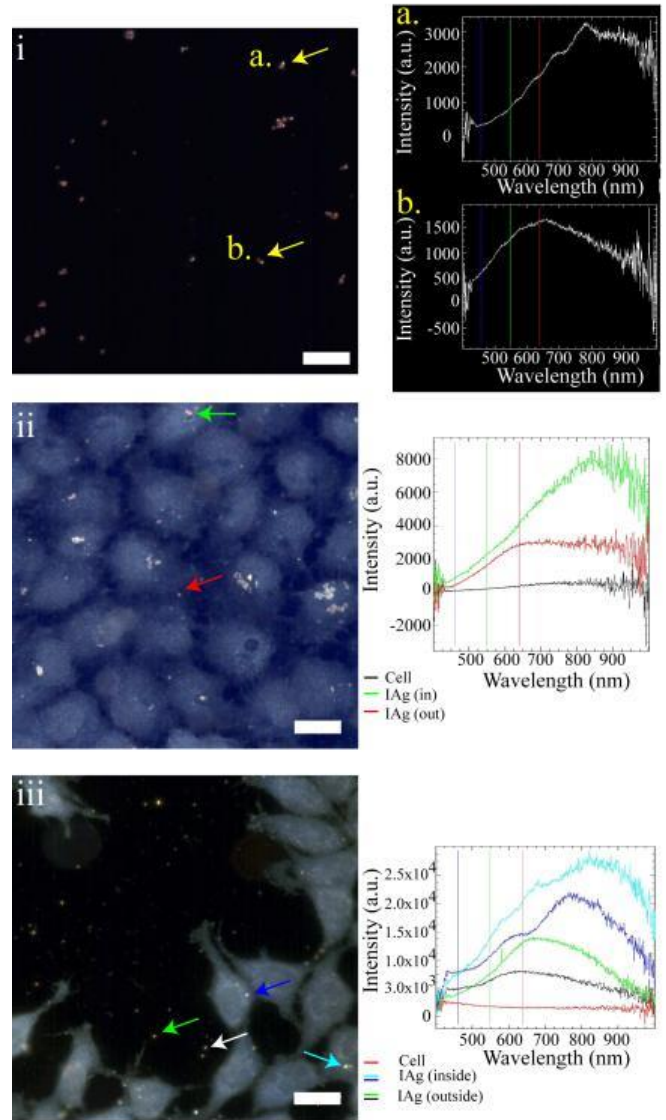 i
a.
b.
a.
Intensity (a.u.)
3000
2000
1000
0
500 600 700 800 900
Wavelength (nm)
b.
Intensity (a.u.)
1500
1000
500
0
-500
500 600 700 800 900
Wavelength (nm)
ii
Intensity (a.u.)
8000
6000
4000
2000
0
-2000
500 600 700 800 900
Wavelength (nm)
Cell
IAg (in)
IAg (out)
iii
Intensity (a.u.)
2.5x10⁴
2.0x10⁴
1.5x10⁴
1.0x10⁴
3.0x10³
0
500 600 700 800 900
Wavelength (nm)
Cell
IAg (inside)
IAg (outside)